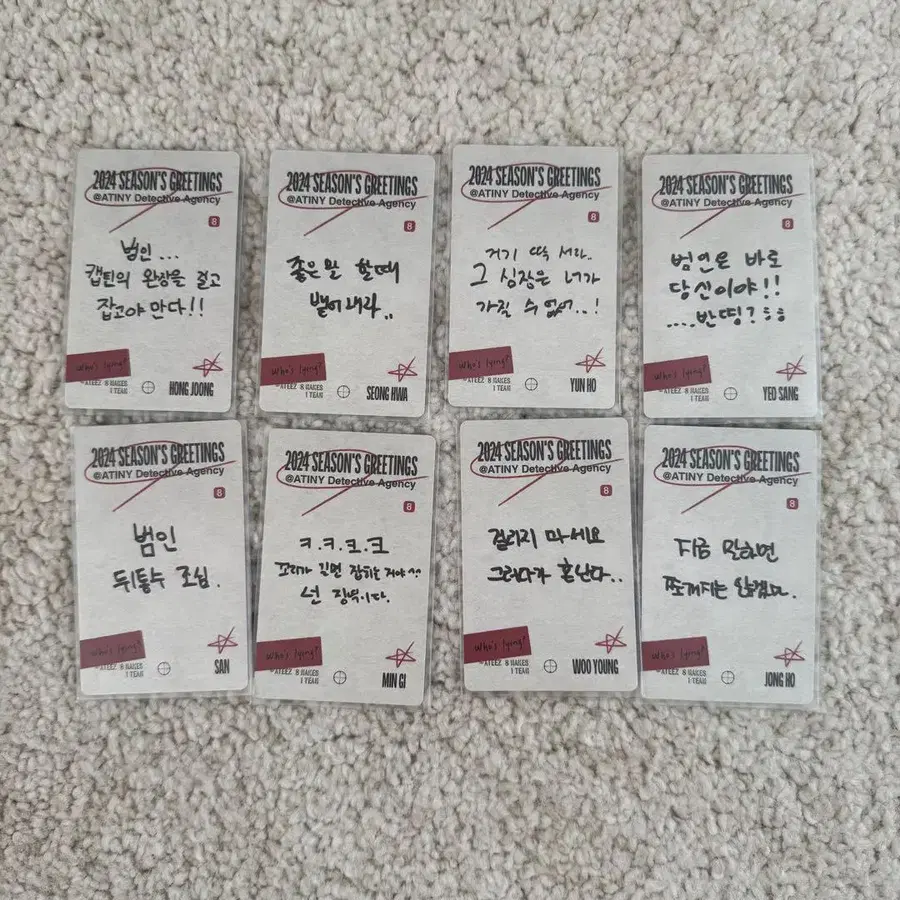 2024 SEASON'S GREETINGS
@ATINY Detective Agency
8
범인...
캡틴의 완장을 걸고
잡고야 만다!!
who's lying?
ATEEZ 8 MAKES
1 TEAM
HONG JOONG
2024 SEASON'S GREETINGS
@ATINY Detective Agency
8
좋은말 할때
뱉어내라..
who's lying?
ATEEZ 8 MAKES
1 TEAM
SEONG HWA
2024 SEASON'S GREETINGS
@ATINY Detective Agency
8
거기 딱 서라..
그 심장은 너가
가질 수 없어..!
who's lying?
ATEEZ 8 MAKES
1 TEAM
YUN HO
2024 SEASON'S GREETINGS
@ATINY Detective Agency
8
범인은 바로
당신이야!!
....반띵?ㅎㅎ
who's lying?
ATEEZ 8 MAKES
1 TEAM
YEO SANG
2024 SEASON'S GREETINGS
@ATINY Detective Agency
8
범인
뒤통수 조심.
who's lying?
ATEEZ 8 MAKES
1 TEAM
SAN
2024 SEASON'S GREETINGS
@ATINY Detective Agency
8
ㅋ.ㅋ.ㅋ.ㅋ
꼬리가 길면 잡히는 거야^^
넌 징역이다.
who's lying?
ATEEZ 8 MAKES
1 TEAM
MIN GI
2024 SEASON'S GREETINGS
@ATINY Detective Agency
8
걸리지 마세요
그러다가 혼난다..
who's lying?
ATEEZ 8 MAKES
1 TEAM
WOO YOUNG
2024 SEASON'S GREETINGS
@ATINY Detective Agency
8
지금 말하면
쪼개지는 않겠다.
who's lying?
ATEEZ 8 MAKES
1 TEAM
JONG HO